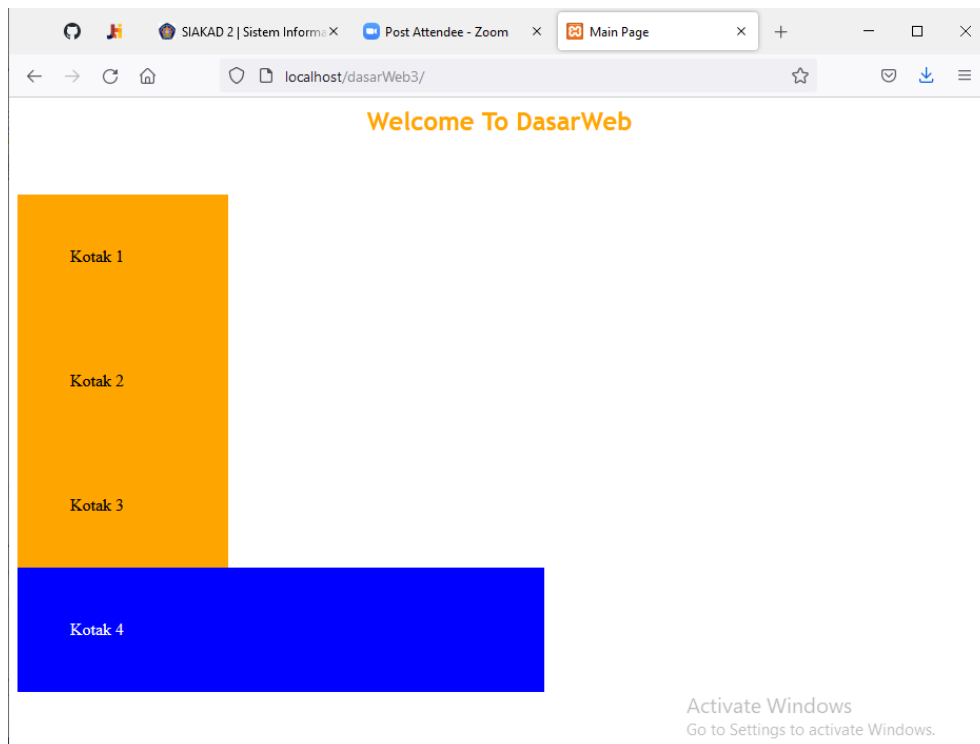 SIAKAD 2 | Sistem Informa
Post Attendee - Zoom
Main Page
localhost/dasarWeb3/
Welcome To DasarWeb
Kotak 1
Kotak 2
Kotak 3
Kotak 4
Activate Windows
Go to Settings to activate Windows.